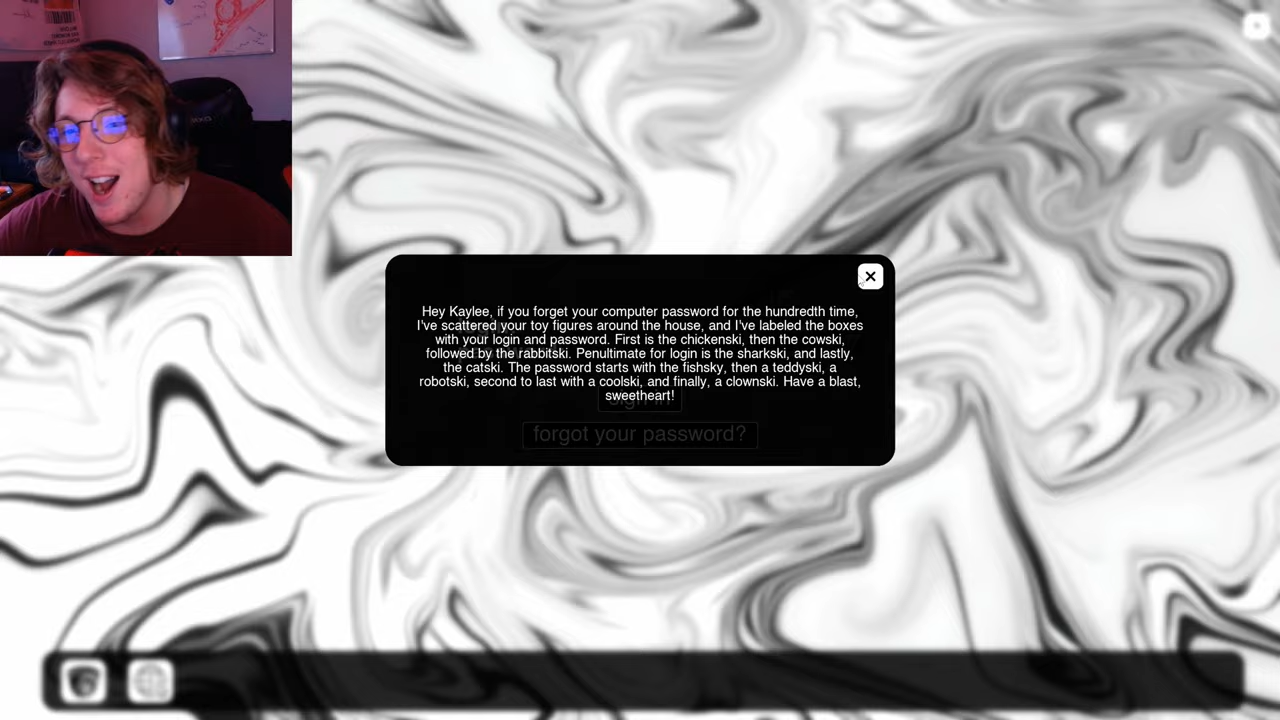 Hey Kaylee, if you forget your computer password for the hundredth time,
I've scattered your toy figures around the house, and I've labeled the boxes
with your login and password. First is the chickenski, then the cowski,
followed by the rabbitski. Penultimate for login is the sharkski, and lastly,
the catski. The password starts with the fishsky, then a teddyski, a
robotski, second to last with a coolski, and finally, a clownski. Have a blast,
sweetheart!
sign in
forgot your password?